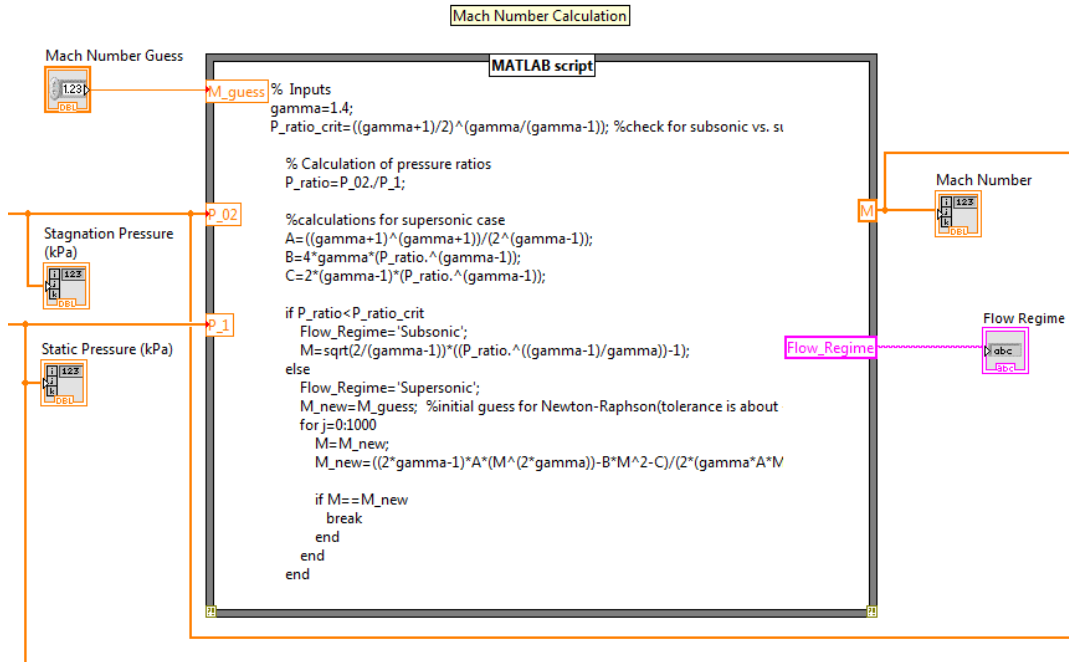 Mach Number Calculation
Mach Number Guess
1.23
DBL
MATLAB script
M_guess
% Inputs
gamma=1.4;
P_ratio_crit=((gamma+1)/2)^(gamma/(gamma-1)); %check for subsonic vs. su
% Calculation of pressure ratios
P_ratio=P_02./P_1;
P_02
%calculations for supersonic case
A=((gamma+1)^(gamma+1))/(2^(gamma-1));
B=4*gamma*(P_ratio.^(gamma-1));
C=2*(gamma-1)*(P_ratio.^(gamma-1));
Stagnation Pressure
(kPa)
i 123
j
k
DBL
P_1
if P_ratio<P_ratio_crit
Flow_Regime='Subsonic';
M=sqrt(2/(gamma-1))*((P_ratio.^((gamma-1)/gamma))-1);
else
Flow_Regime='Supersonic';
M_new=M_guess; %initial guess for Newton-Raphson(tolerance is about
for j=0:1000
M=M_new;
M_new=((2*gamma-1)*A*(M^(2*gamma))-B*M^2-C)/(2*(gamma*A*M
if M==M_new
break
end
end
end
Static Pressure (kPa)
i 123
j
k
DBL
M
Mach Number
i 123
j
k
DBL
Flow_Regime
Flow Regime
abc
abc